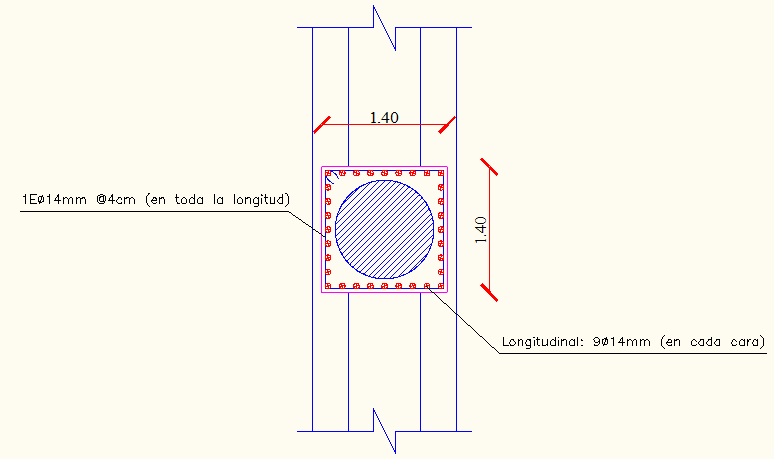 1.40
1EØ14mm @4cm (en toda la longitud)
1.40
Longitudinal: 9Ø14mm (en cada cara)